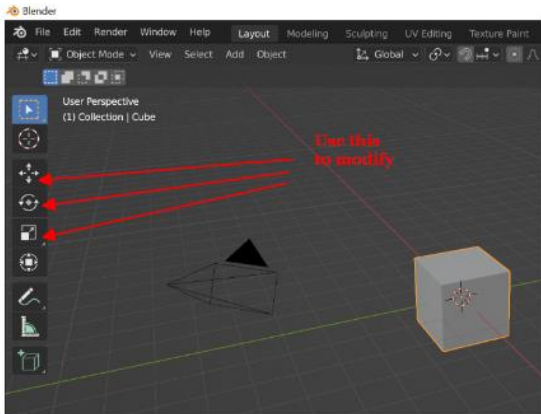 Blender
File Edit Render Window Help Layout Modeling Sculpting UV Editing Texture Paint
Object Mode View Select Add Object Global
User Perspective
(1) Collection | Cube
Use this
to modify